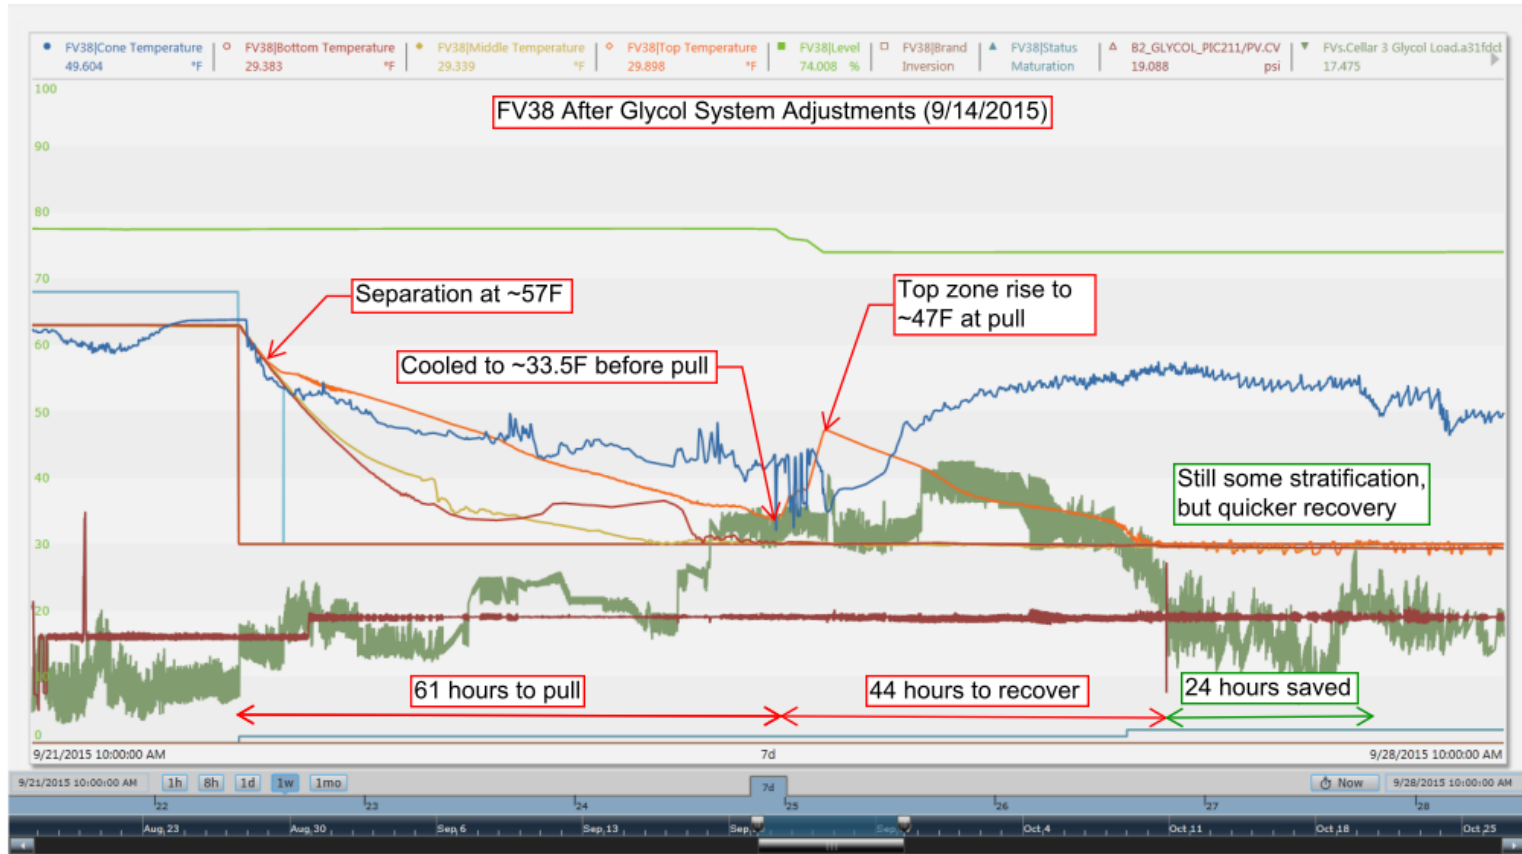 FV38|Cone Temperature
49.604 °F
FV38|Bottom Temperature
29.383 °F
FV38|Middle Temperature
29.339 °F
FV38|Top Temperature
29.898 °F
FV38|Level
74.008 %
FV38|Brand
Inversion
FV38|Status
Maturation
B2_GLYCOL_PIC211/PV.CV
19.088 psi
FVs.Cellar 3 Glycol Load.a31fdcb
17.475
FV38 After Glycol System Adjustments (9/14/2015)
100
90
80
70
60
50
40
30
20
10
0
Separation at ~57F
Top zone rise to
~47F at pull
Cooled to ~33.5F before pull
Still some stratification,
but quicker recovery
61 hours to pull
44 hours to recover
24 hours saved
9/21/2015 10:00:00 AM
7d
9/28/2015 10:00:00 AM
9/21/2015 10:00:00 AM
1h
8h
1d
1w
1mo
7d
Now
9/28/2015 10:00:00 AM
22
23
24
25
26
27
28
Aug,23
Aug,30
Sep,6
Sep,13
Sep,
Sep,
Oct,4
Oct,11
Oct,18
Oct,25